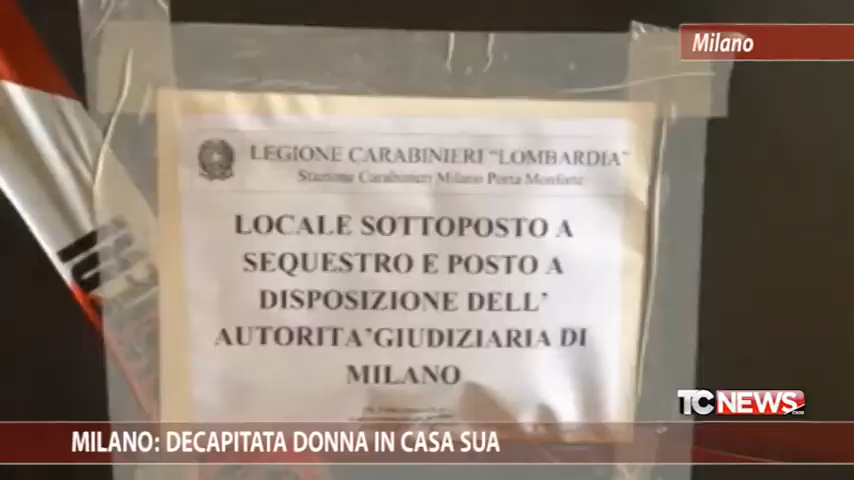 Milano
LEGIONE CARABINIERI "LOMBARDIA"
Stazione Carabinieri Milano Porta Monforte
LOCALE SOTTOPOSTO A
SEQUESTRO E POSTO A
DISPOSIZIONE DELL'
AUTORITA'GIUDIZIARIA DI
MILANO
TCNEWS.com
MILANO: DECAPITATA DONNA IN CASA SUA